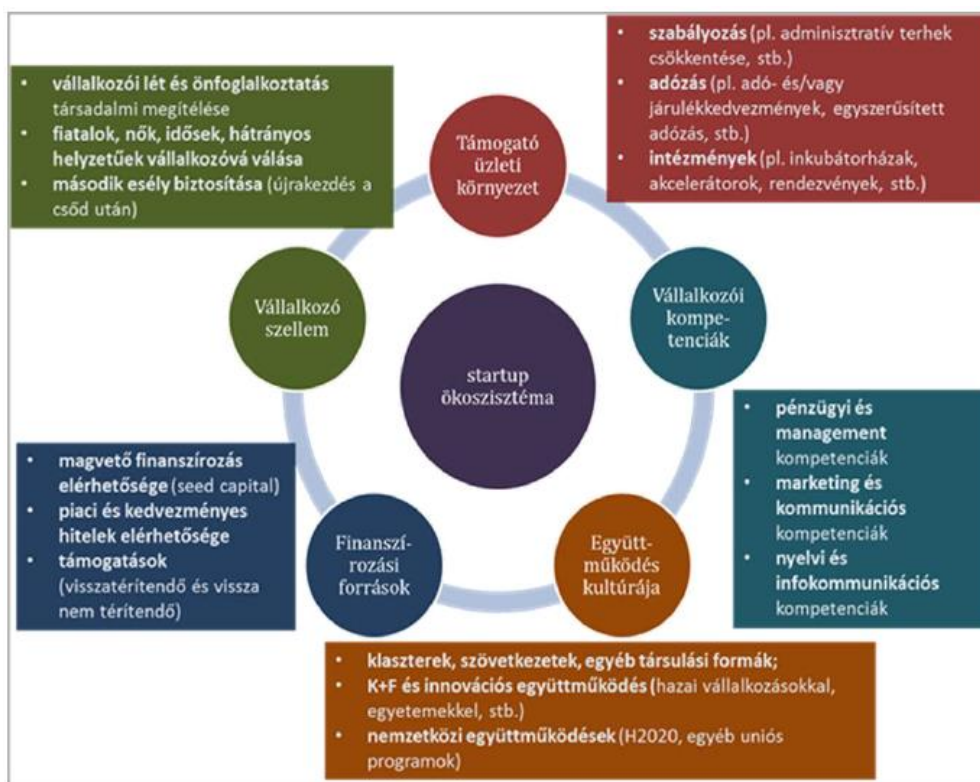 szabályozás (pl. adminisztratív terhek
csökkentése, stb.)
adózás (pl. adó- és/vagy
járulékkedvezmények, egyszerűsített
adózás, stb.)
intézmények (pl. inkubátorházak,
akcelerátorok, rendezvények, stb.)
vállalkozói lét és önfoglalkoztatás
társadalmi megítélése
fiatalok, nők, idősek, hátrányos
helyzetűek vállalkozóvá válása
második esély biztosítása (újrakezdés a
csőd után)
Támogató
üzleti
környezet
Vállalkozó
szellem
Vállalkozói
kompe-
tenciák
startup
ökoszisztéma
magvető finanszírozás
elérhetősége (seed capital)
piaci és kedvezményes
hitelek elérhetősége
támogatások
(visszatérítendő és vissza
nem térítendő)
Finanszí-
rozási
források
Együtt-
működés
kultúrája
pénzügyi és
management
kompetenciák
marketing és
kommunikációs
kompetenciák
nyelvi és
infokommunikációs
kompetenciák
klaszterek, szövetkezetek, egyéb társulási formák;
K+F és innovációs együttműködés (hazai vállalkozásokkal,
egyetemekkel, stb.)
nemzetközi együttműködések (H2020, egyéb uniós
programok)